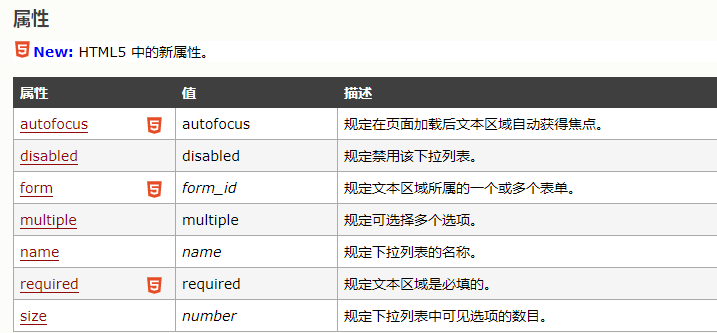 属性
5 New: HTML5 中的新属性。
属性 值 描述
autofocus 5 autofocus 规定在页面加载后文本区域自动获得焦点。
disabled disabled 规定禁用该下拉列表。
form 5 form_id 规定文本区域所属的一个或多个表单。
multiple multiple 规定可选择多个选项。
name name 规定下拉列表的名称。
required 5 required 规定文本区域是必填的。
size number 规定下拉列表中可见选项的数目。